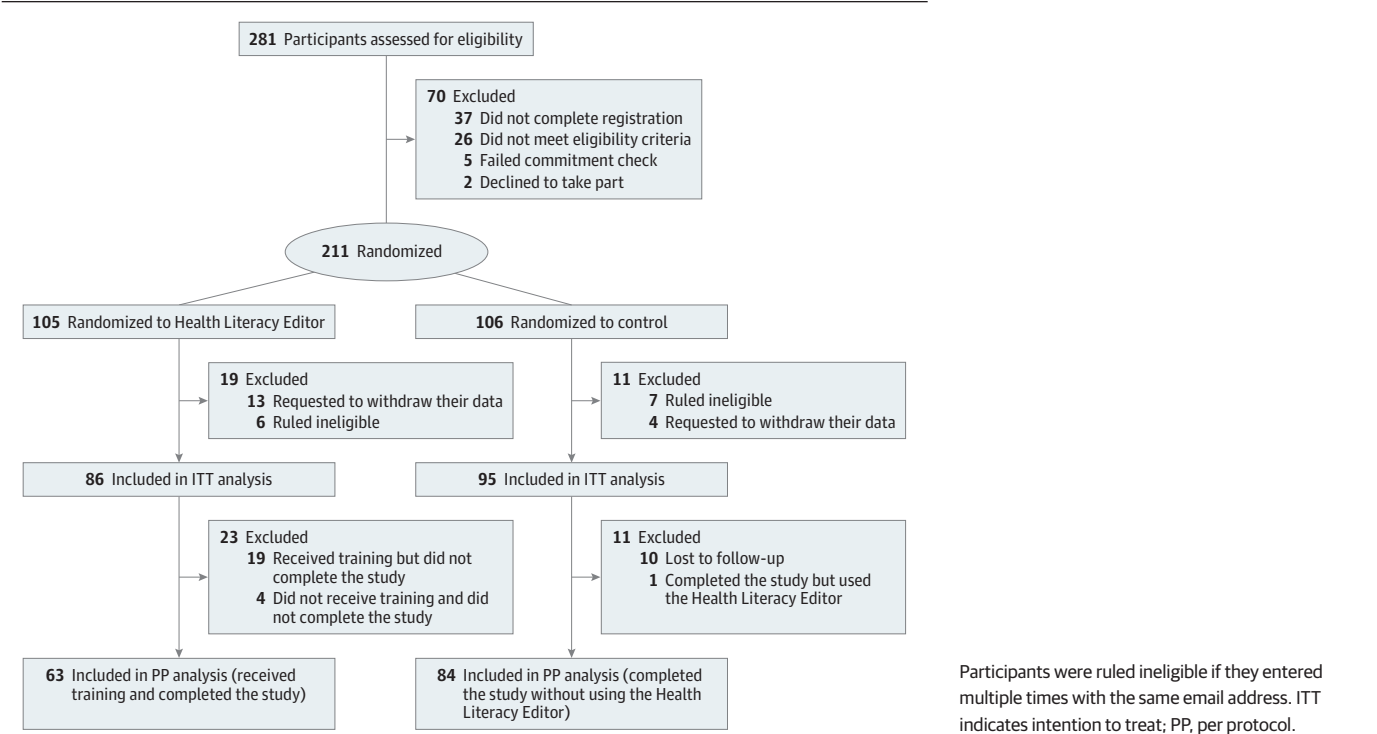 281 Participants assessed for eligibility
70 Excluded
37 Did not complete registration
26 Did not meet eligibility criteria
5 Failed commitment check
2 Declined to take part
211 Randomized
105 Randomized to Health Literacy Editor
106 Randomized to control
19 Excluded
13 Requested to withdraw their data
6 Ruled ineligible
11 Excluded
7 Ruled ineligible
4 Requested to withdraw their data
86 Included in ITT analysis
95 Included in ITT analysis
23 Excluded
19 Received training but did not
complete the study
4 Did not receive training and did
not complete the study
11 Excluded
10 Lost to follow-up
1 Completed the study but used
the Health Literacy Editor
63 Included in PP analysis (received
training and completed the study)
84 Included in PP analysis (completed
the study without using the Health
Literacy Editor)
Participants were ruled ineligible if they entered
multiple times with the same email address. ITT
indicates intention to treat; PP, per protocol.